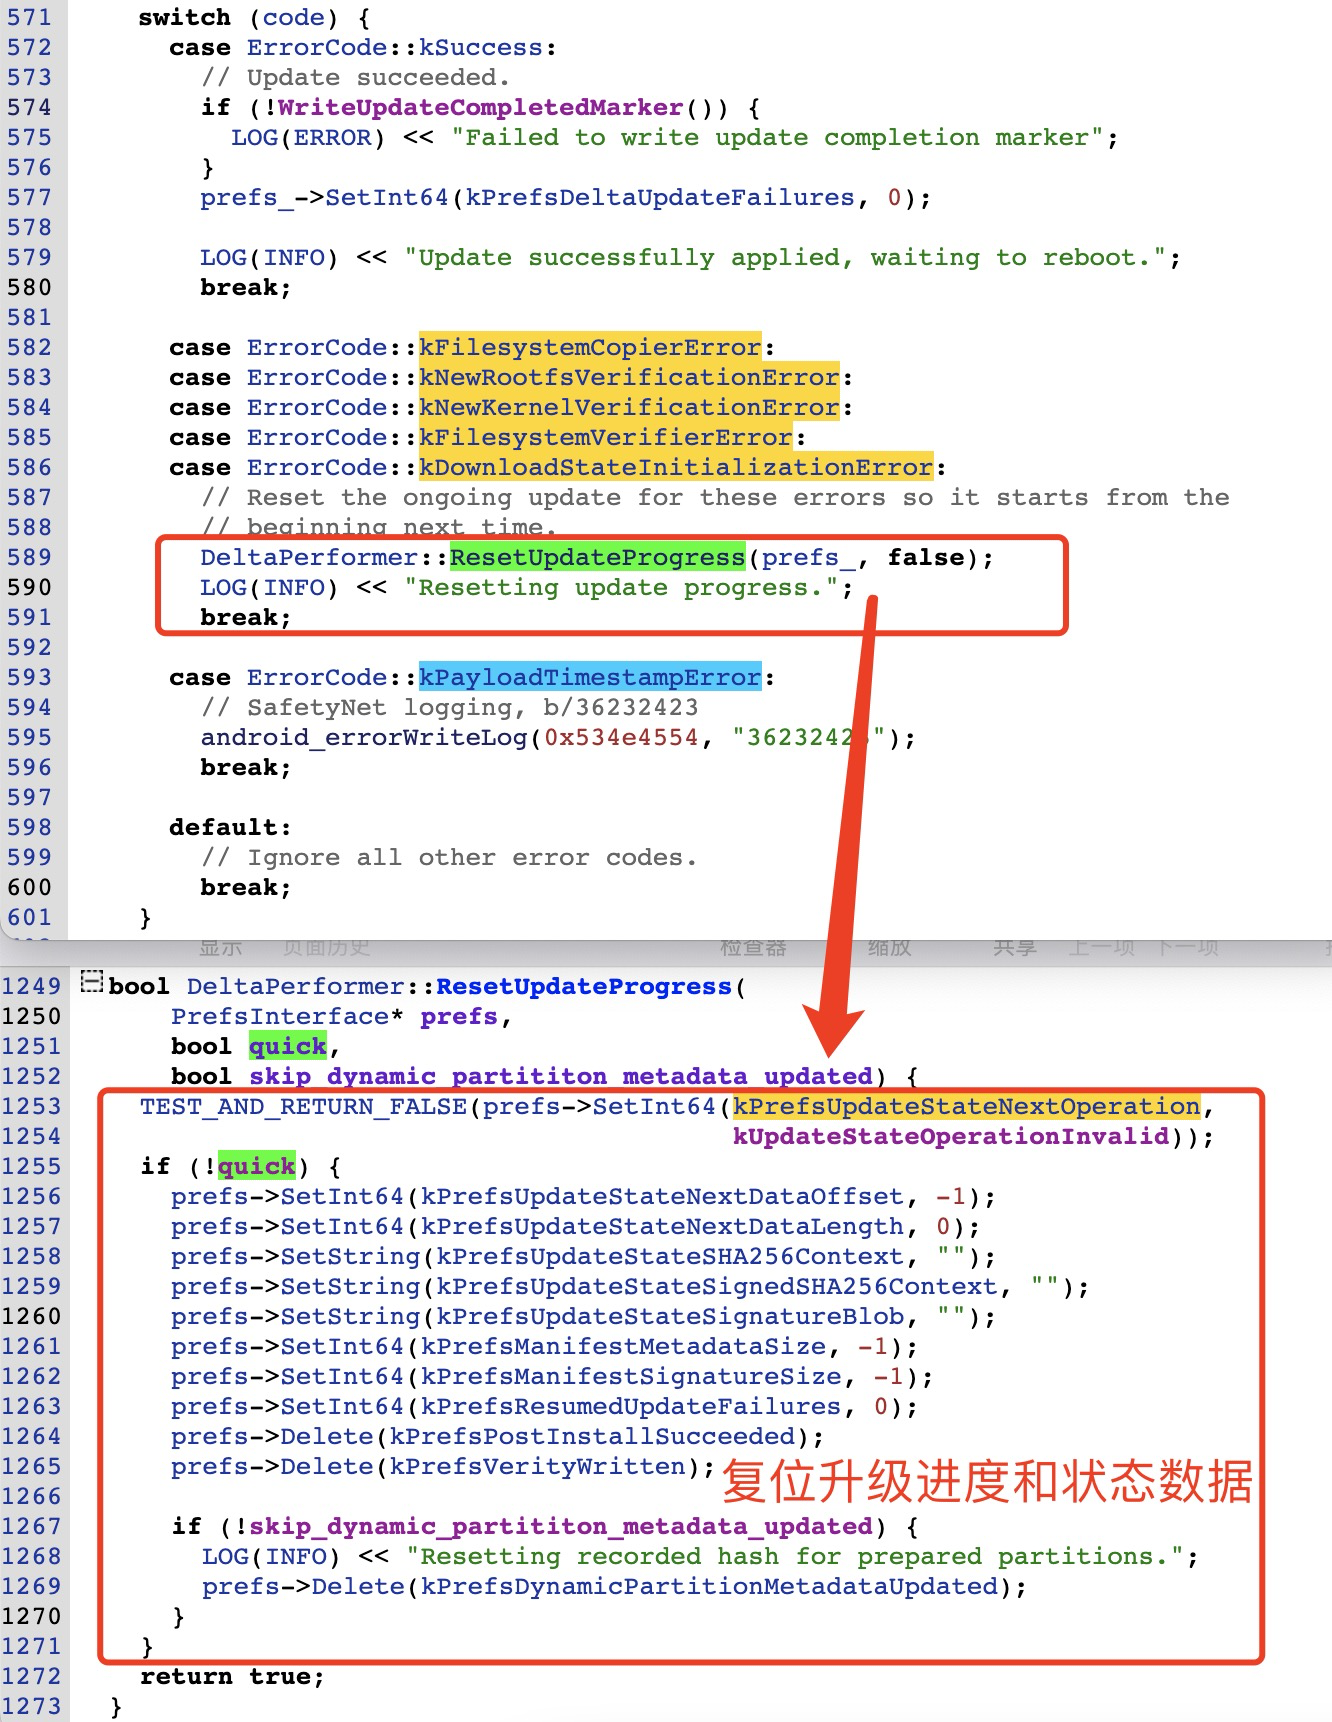 571 switch (code) {
572 case ErrorCode::kSuccess:
573 // Update succeeded.
574 if (!WriteUpdateCompletedMarker()) {
575 LOG(ERROR) << "Failed to write update completion marker";
576 }
577 prefs_->SetInt64(kPrefsDeltaUpdateFailures, 0);
578
579 LOG(INFO) << "Update successfully applied, waiting to reboot.";
580 break;
581
582 case ErrorCode::kFilesystemCopierError:
583 case ErrorCode::kNewRootfsVerificationError:
584 case ErrorCode::kNewKernelVerificationError:
585 case ErrorCode::kFilesystemVerifierError:
586 case ErrorCode::kDownloadStateInitializationError:
587 // Reset the ongoing update for these errors so it starts from the
588 // beginning next time.
589 DeltaPerformer::ResetUpdateProgress(prefs_, false);
590 LOG(INFO) << "Resetting update progress.";
591 break;
592
593 case ErrorCode::kPayloadTimestampError:
594 // SafetyNet logging, b/36232423
595 android_errorWriteLog(0x534e4554, "36232423");
596 break;
597
598 default:
599 // Ignore all other error codes.
600 break;
601 }
显示 页面历史 检查器 缩放 共享 上一项 下一项
1249 bool DeltaPerformer::ResetUpdateProgress(
1250 PrefsInterface* prefs,
1251 bool quick,
1252 bool skip_dynamic_partititon_metadata_updated) {
1253 TEST_AND_RETURN_FALSE(prefs->SetInt64(kPrefsUpdateStateNextOperation,
1254 kUpdateStateOperationInvalid));
1255 if (!quick) {
1256 prefs->SetInt64(kPrefsUpdateStateNextDataOffset, -1);
1257 prefs->SetInt64(kPrefsUpdateStateNextDataLength, 0);
1258 prefs->SetString(kPrefsUpdateStateSHA256Context, "");
1259 prefs->SetString(kPrefsUpdateStateSignedSHA256Context, "");
1260 prefs->SetString(kPrefsUpdateStateSignatureBlob, "");
1261 prefs->SetInt64(kPrefsManifestMetadataSize, -1);
1262 prefs->SetInt64(kPrefsManifestSignatureSize, -1);
1263 prefs->SetInt64(kPrefsResumedUpdateFailures, 0);
1264 prefs->Delete(kPrefsPostInstallSucceeded);
1265 prefs->Delete(kPrefsVerityWritten);
复位升级进度和状态数据
1266
1267 if (!skip_dynamic_partititon_metadata_updated) {
1268 LOG(INFO) << "Resetting recorded hash for prepared partitions.";
1269 prefs->Delete(kPrefsDynamicPartitionMetadataUpdated);
1270 }
1271 }
1272 return true;
1273 }